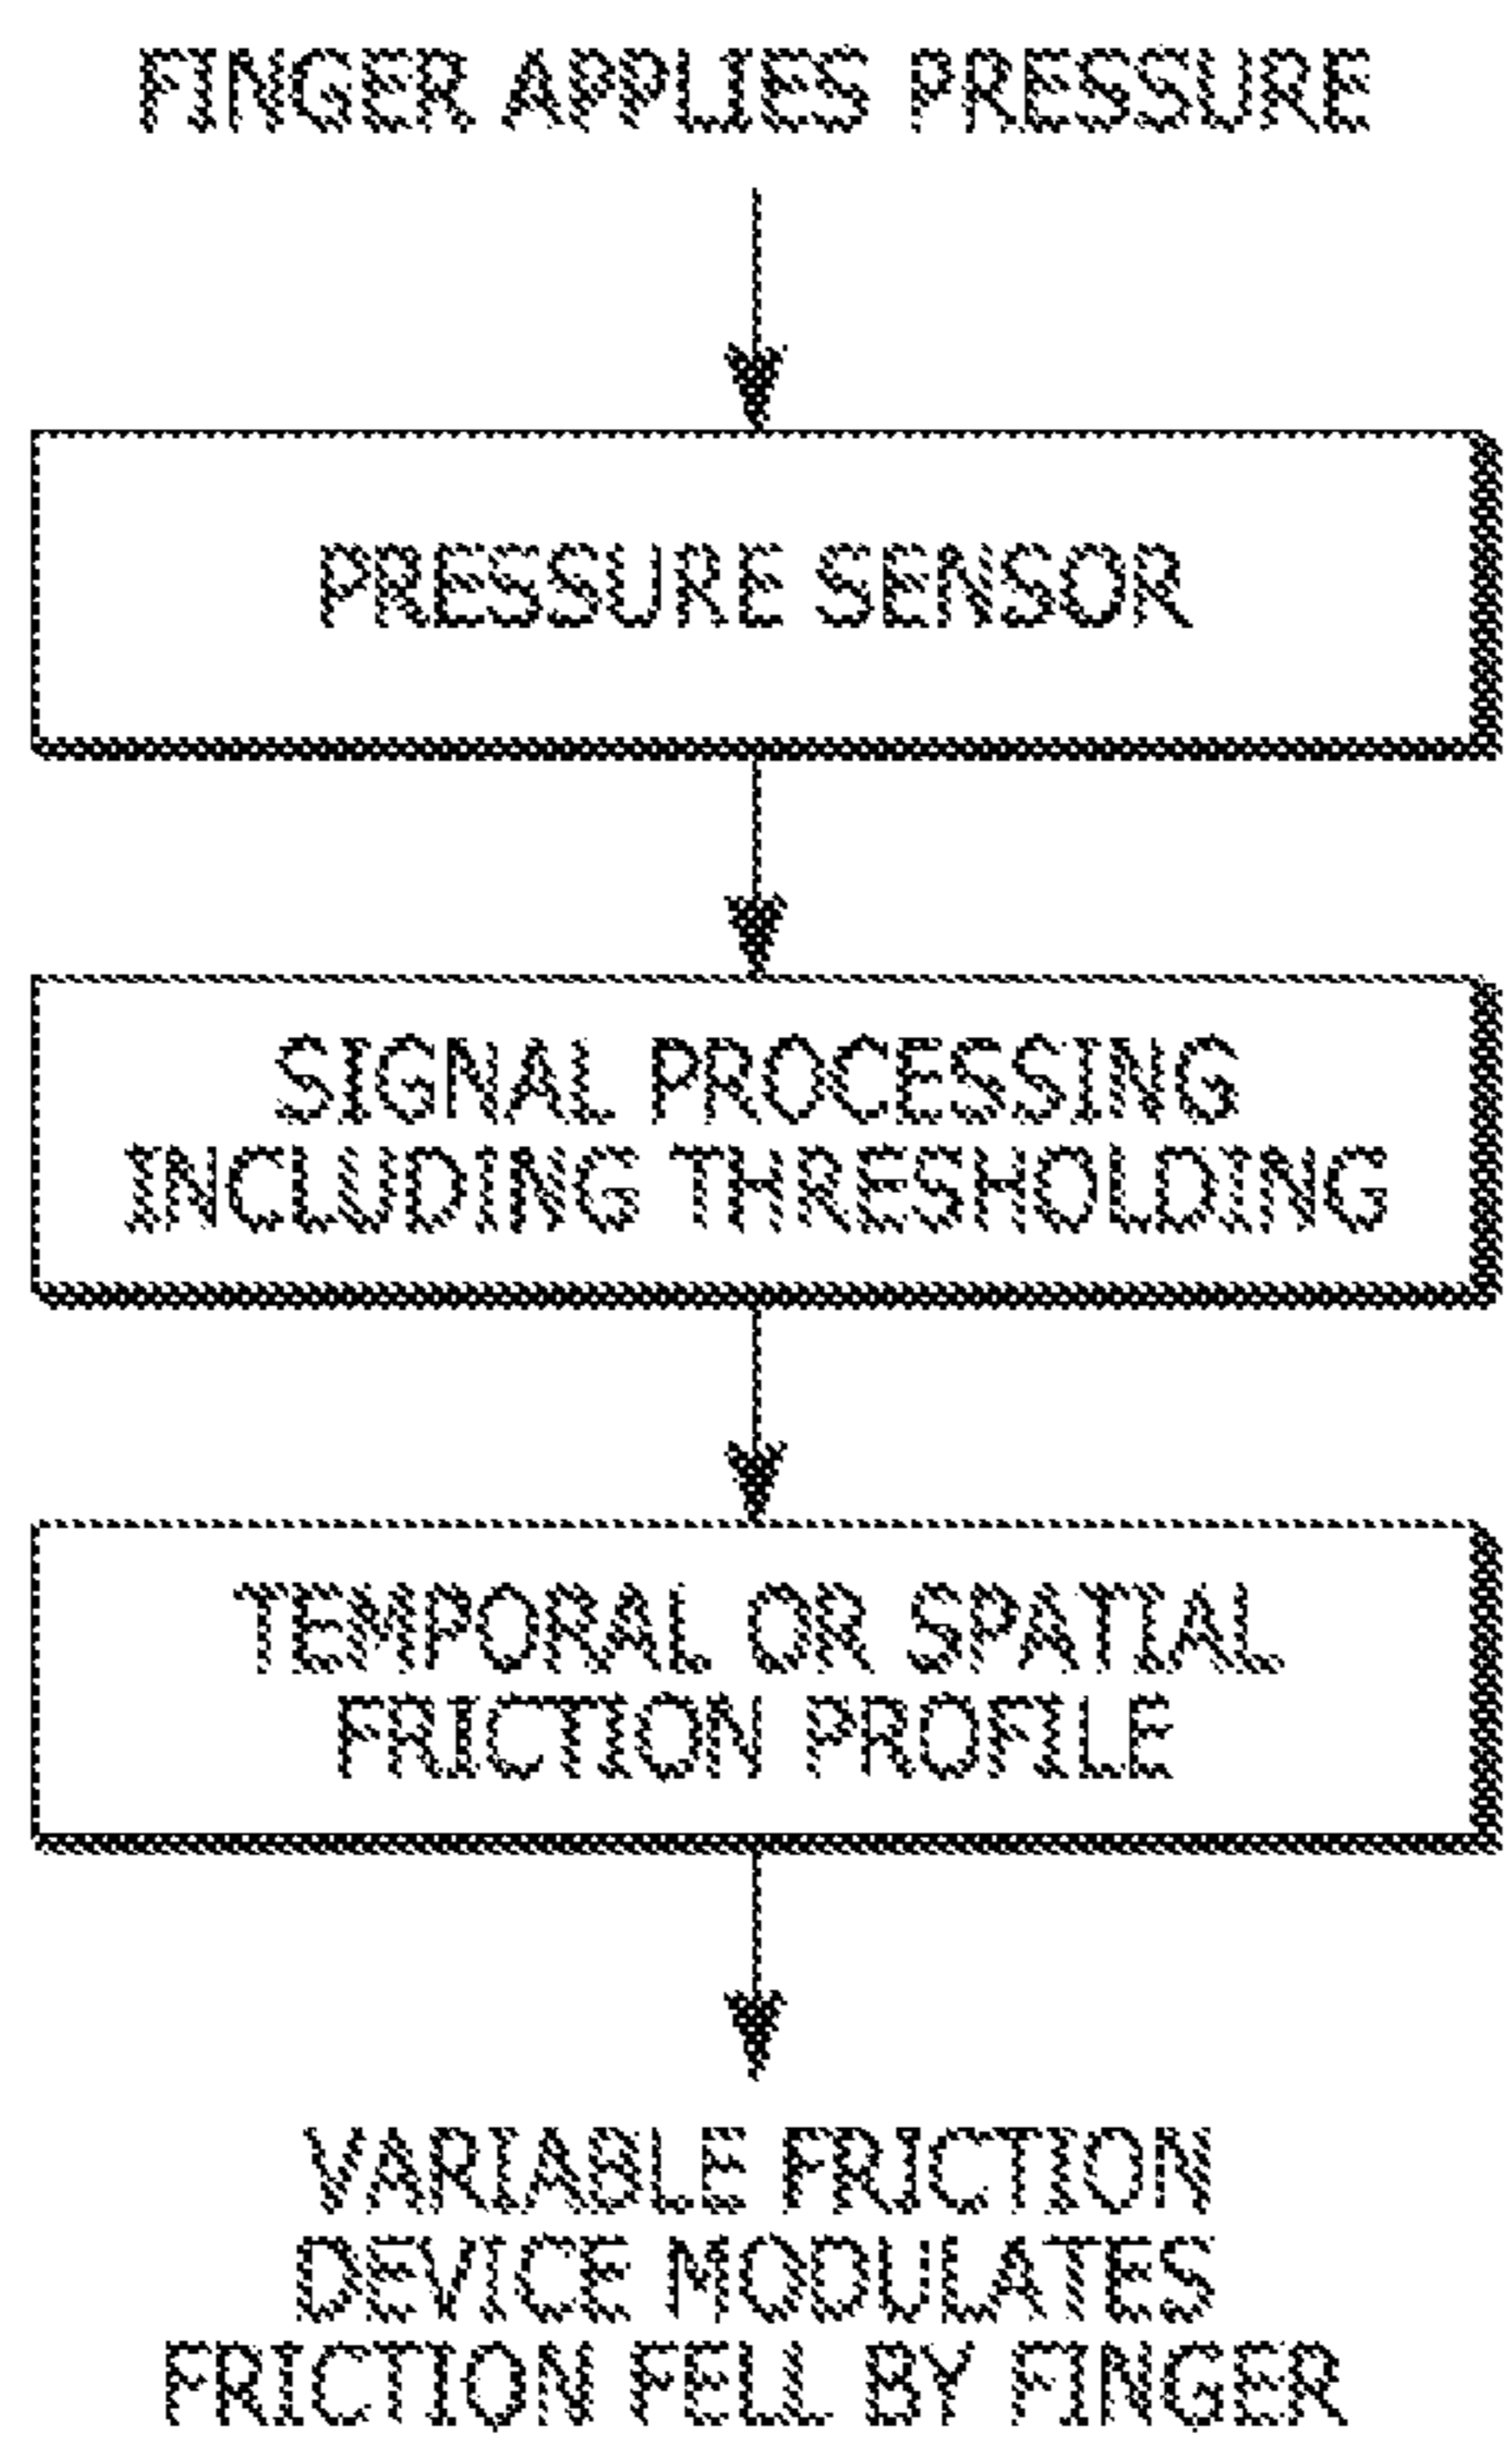 FINGER APPLIES PRESSURE
PRESSURE SENSOR
SIGNAL PROCESSING
INCLUDING THRESHOLDING
TEMPORAL OR SPATIAL
FRICTION PROFILE
VARIABLE FRICTION
DEVICE MODULATES
FRICTION FELL BY FINGER